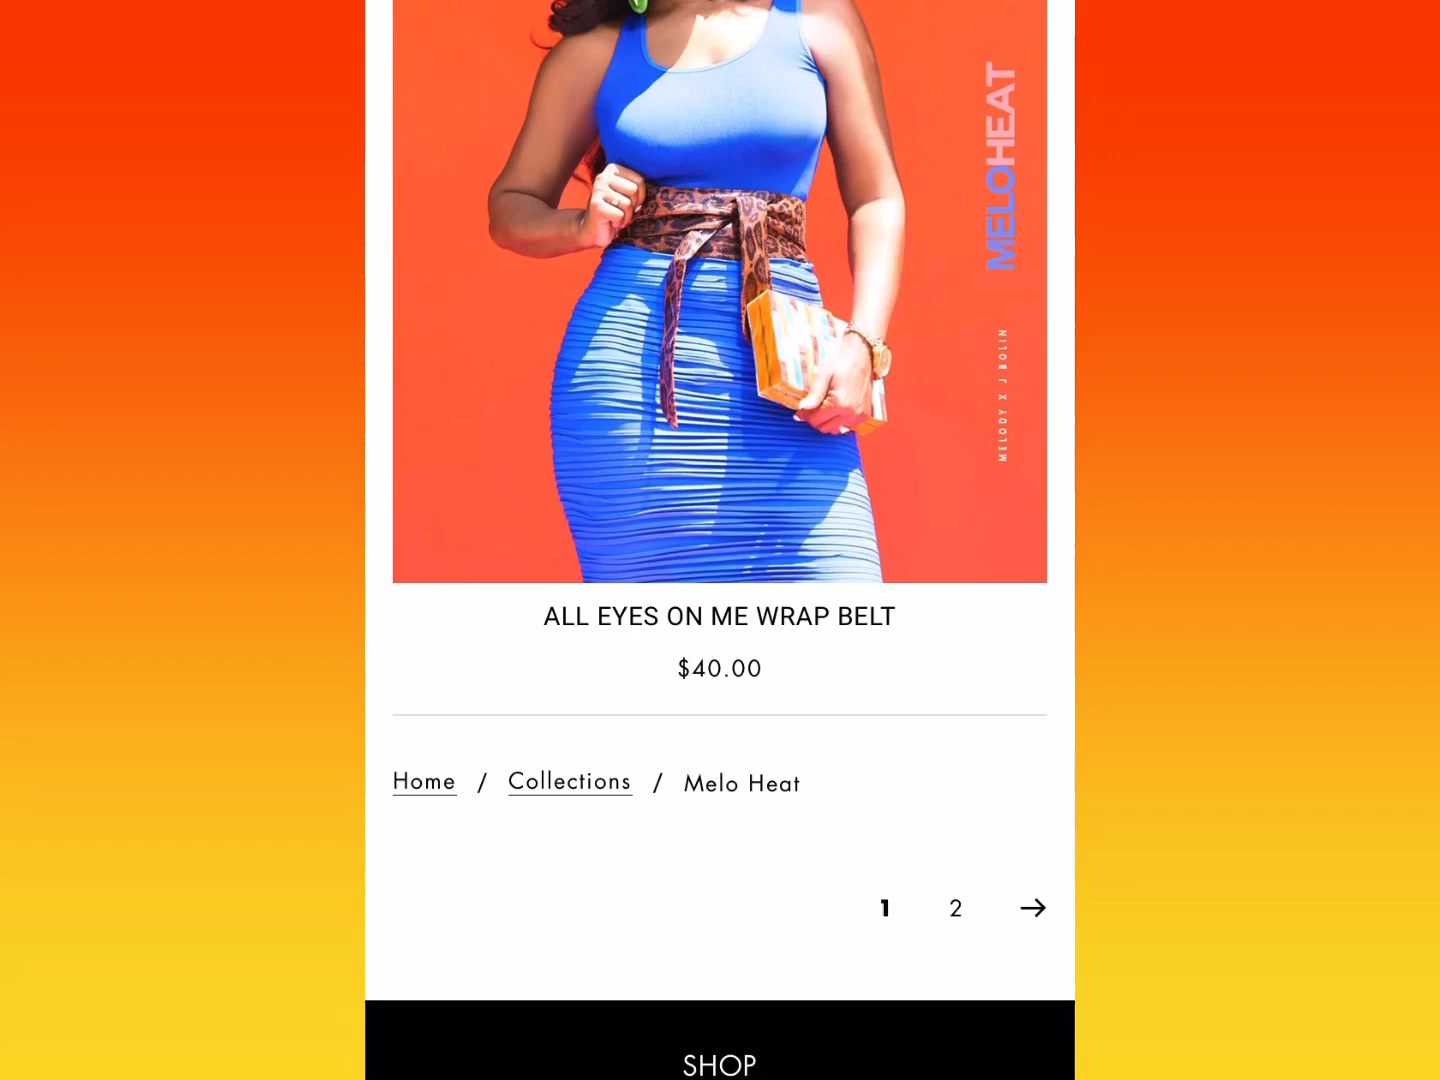 MELOHEAT
MELODY X J BOLIN
ALL EYES ON ME WRAP BELT
$40.00
Home / Collections / Melo Heat
1 2 →
SHOP